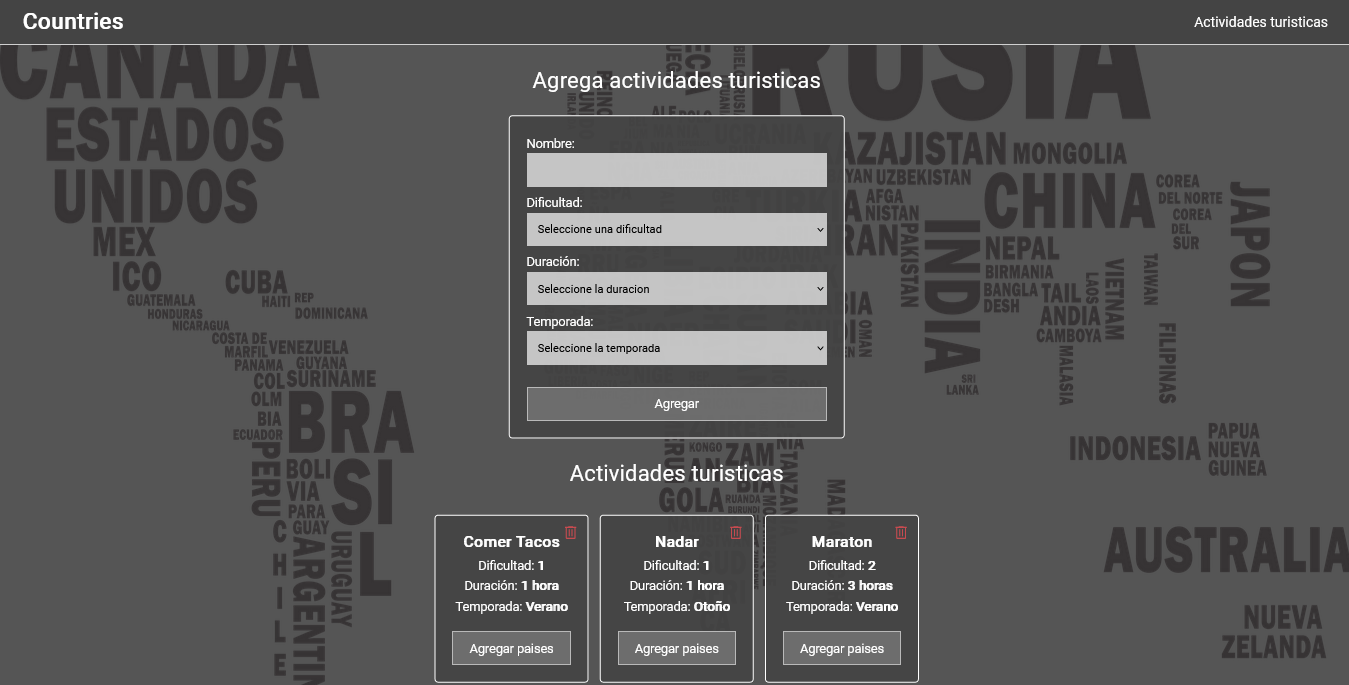 Countries
Actividades turisticas
Agrega actividades turisticas
Nombre:
Dificultad:
Seleccione una dificultad
Duración:
Seleccione la duracion
Temporada:
Seleccione la temporada
Agregar
Actividades turisticas
Comer Tacos
Dificultad: 1
Duración: 1 hora
Temporada: Verano
Agregar paises
Nadar
Dificultad: 1
Duración: 1 hora
Temporada: Otoño
Agregar paises
Maraton
Dificultad: 2
Duración: 3 horas
Temporada: Verano
Agregar paises
CANADA
ESTADOS
UNIDOS
MEX
ICO
CUBA
HAITI
REP
DOMINICANA
GUATEMALA
HONDURAS
NICARAGUA
COSTA DE
MARFIL
VENEZUELA
PANAMA
GUYANA
COL
OLM
BIA
SURINAME
ECUADOR
BRA
SI
L
PERU
BOLI
VIA
PARA
GUAY
CHILE
ARGENTIN
URUGUAY
RUSIA
MONGOLIA
UZBEKISTAN
AFGA
NISTAN
PAKISTAN
CHINA
COREA
DEL NORTE
COREA
DEL
SUR
JAPON
INDIA
NEPAL
BIRMANIA
BANGLA
DESH
TAIL
ANDIA
LAOS
VIETNAM
TAIWAN
CAMBOYA
OMAN
SRI
LANKA
MALASIA
FILIPINAS
INDONESIA
PAPUA
NUEVA
GUINEA
KONGO
ZAM
BIA
TANZANIA
GOLA
RUANDA
BURUNDI
AUSTRALIA
NUEVA
ZELANDA